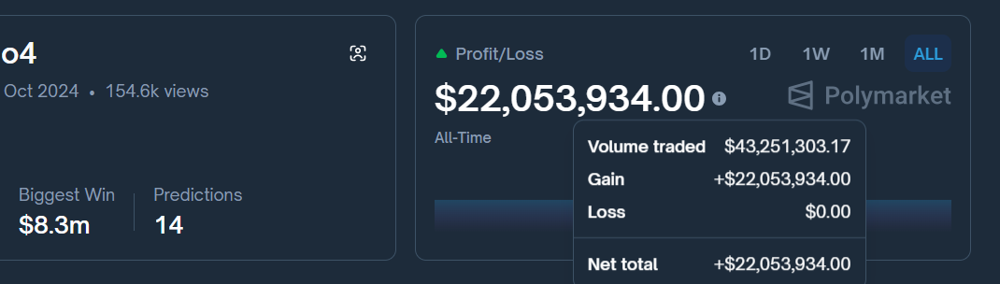 o4
Oct 2024 • 154.6k views
Biggest Win
$8.3m
Predictions
14
Profit/Loss
1D 1W 1M ALL
$22,053,934.00
Polymarket
All-Time
Volume traded $43,251,303.17
Gain +$22,053,934.00
Loss $0.00
Net total +$22,053,934.00